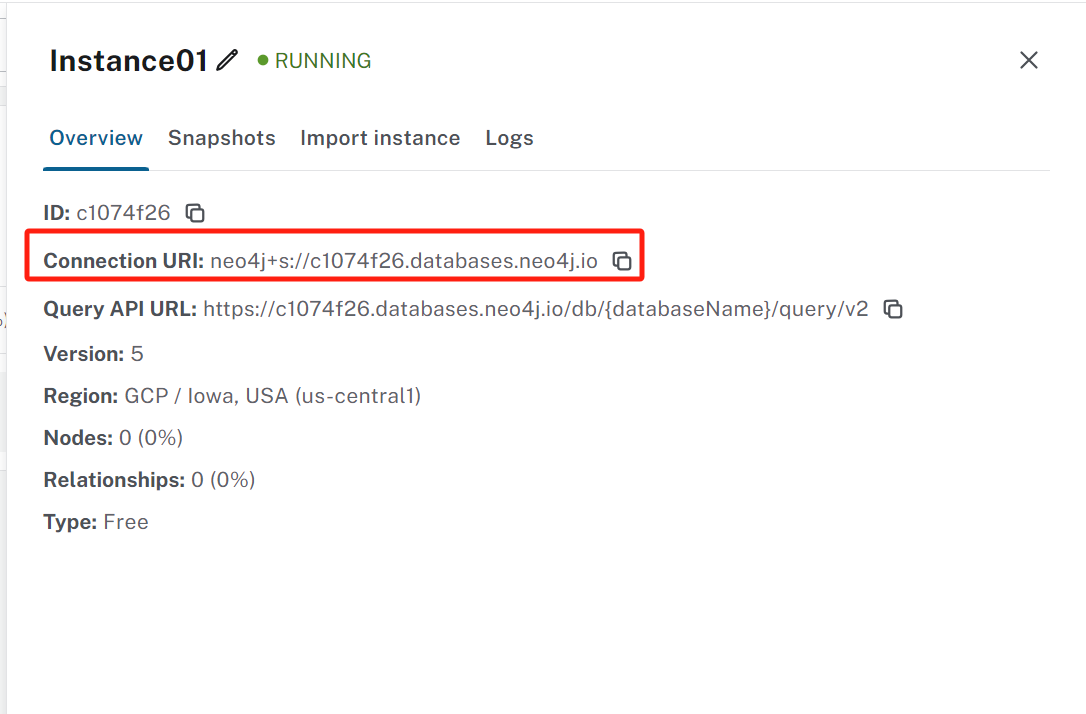 Instance01 RUNNING
Overview Snapshots Import instance Logs
ID: c1074f26
Connection URI: neo4j+s://c1074f26.databases.neo4j.io
Query API URL: https://c1074f26.databases.neo4j.io/db/{databaseName}/query/v2
Version: 5
Region: GCP / Iowa, USA (us-central1)
Nodes: 0 (0%)
Relationships: 0 (0%)
Type: Free